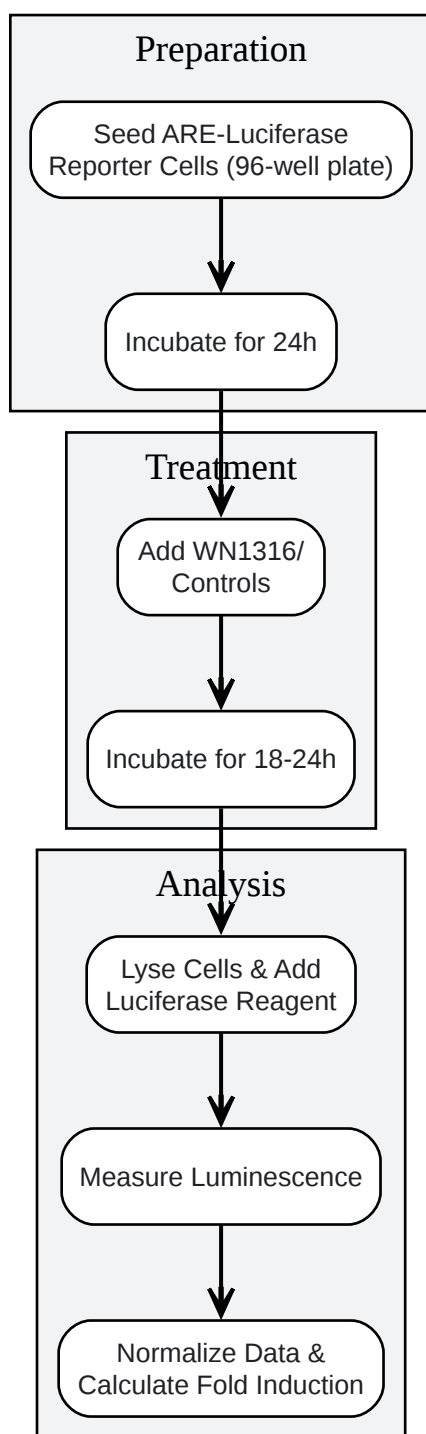 Preparation
Seed ARE-Luciferase
Reporter Cells (96-well plate)
Incubate for 24h
Treatment
Add WN1316/
Controls
Incubate for 18-24h
Analysis
Lyse Cells & Add
Luciferase Reagent
Measure Luminescence
Normalize Data &
Calculate Fold Induction